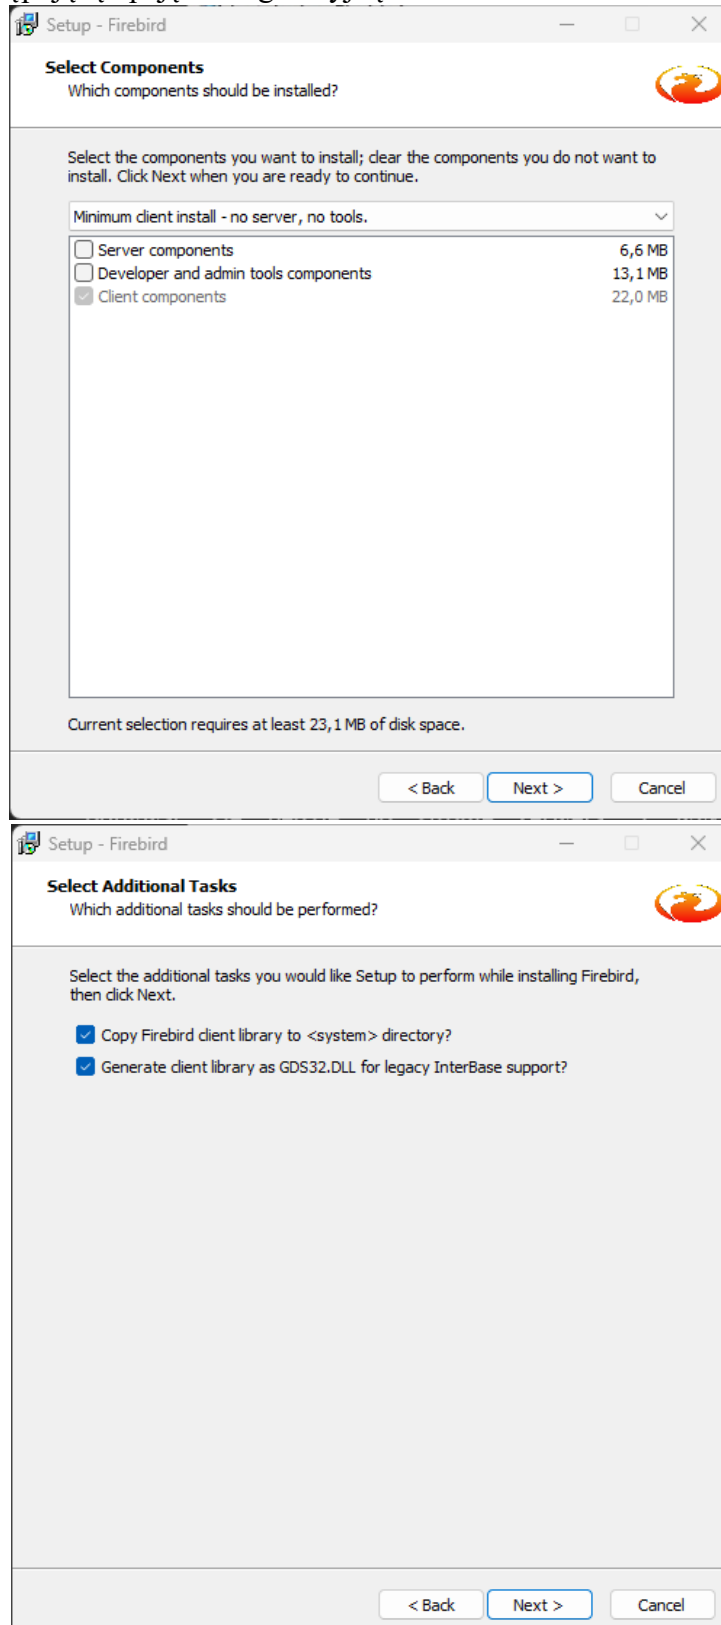 Setup - Firebird
Select Components
Which components should be installed?
Select the components you want to install; clear the components you do not want to
install. Click Next when you are ready to continue.
Minimum client install - no server, no tools.
Server components 6,6 MB
Developer and admin tools components 13,1 MB
Client components 22,0 MB
Current selection requires at least 23,1 MB of disk space.
< Back Next > Cancel
Setup - Firebird
Select Additional Tasks
Which additional tasks should be performed?
Select the additional tasks you would like Setup to perform while installing Firebird,
then click Next.
Copy Firebird client library to <system> directory?
Generate client library as GDS32.DLL for legacy InterBase support?
< Back Next > Cancel